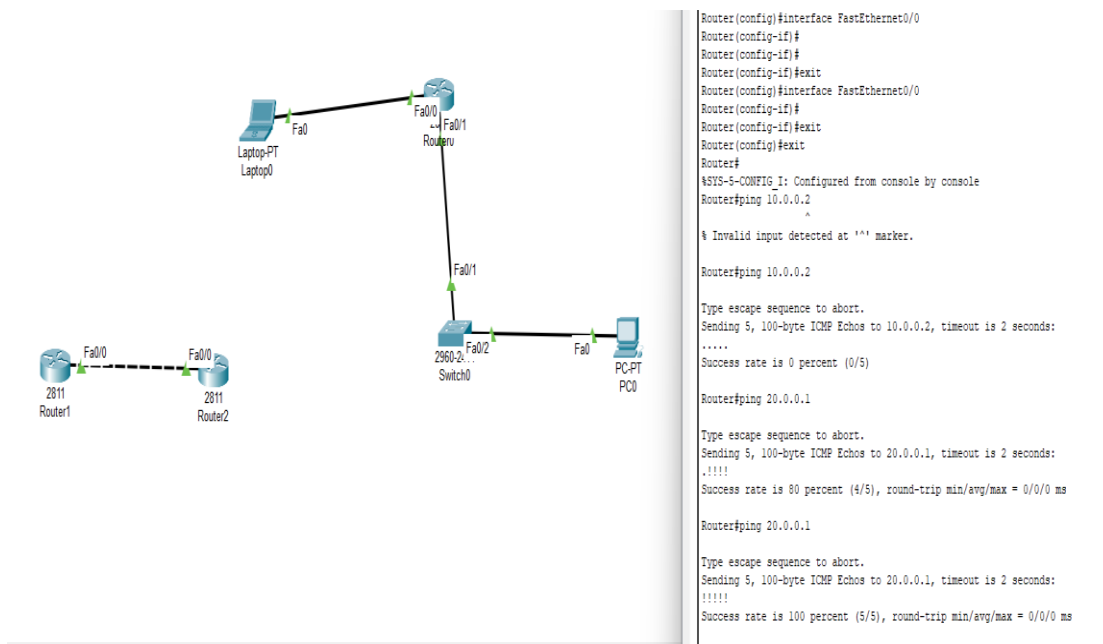 Fa0/0
Fa0
Fa0/1
Laptop-PT
Laptop0
Fa0/1
Fa0/2
Fa0
2960-2
Switch0
PC-PT
PC0
Fa0/0
Fa0/0
2811
Router1
2811
Router2
Router(config)#interface FastEthernet0/0
Router(config-if)#
Router(config-if)#
Router(config-if)#exit
Router(config)#interface FastEthernet0/0
Router(config-if)#
Router(config-if)#exit
Router(config)#exit
Router#
%SYS-5-CONFIG_I: Configured from console by console
Router#ping 10.0.0.2
^
% Invalid input detected at '^' marker.
Router#ping 10.0.0.2
Type escape sequence to abort.
Sending 5, 100-byte ICMP Echos to 10.0.0.2, timeout is 2 seconds:
.....
Success rate is 0 percent (0/5)
Router#ping 20.0.0.1
Type escape sequence to abort.
Sending 5, 100-byte ICMP Echos to 20.0.0.1, timeout is 2 seconds:
.!!!!
Success rate is 80 percent (4/5), round-trip min/avg/max = 0/0/0 ms
Router#ping 20.0.0.1
Type escape sequence to abort.
Sending 5, 100-byte ICMP Echos to 20.0.0.1, timeout is 2 seconds:
!!!!!
Success rate is 100 percent (5/5), round-trip min/avg/max = 0/0/0 ms